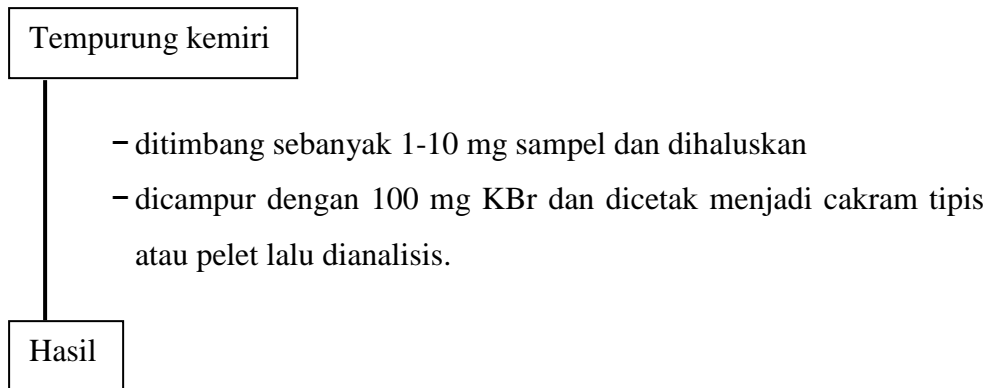 Tempurung kemiri
− ditimbang sebanyak 1-10 mg sampel dan dihaluskan
− dicampur dengan 100 mg KBr dan dicetak menjadi cakram tipis
atau pelet lalu dianalisis.
Hasil